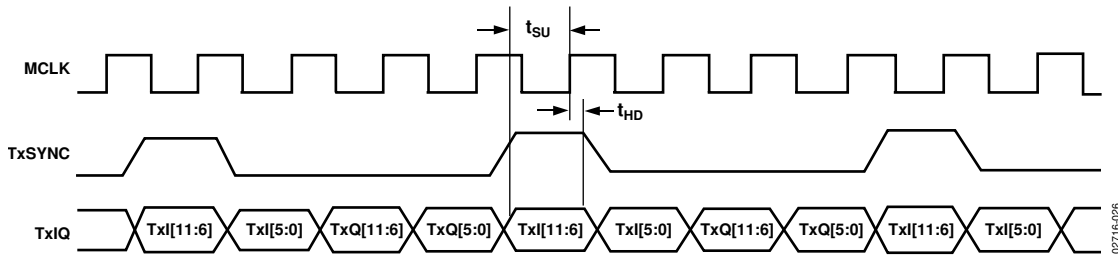 tSU
MCLK
tHD
TxSYNC
TxIQ TxI[11:6] TxI[5:0] TxQ[11:6] TxQ[5:0] TxI[11:6] TxI[5:0] TxQ[11:6] TxQ[5:0] TxI[11:6] TxI[5:0]
02716-026